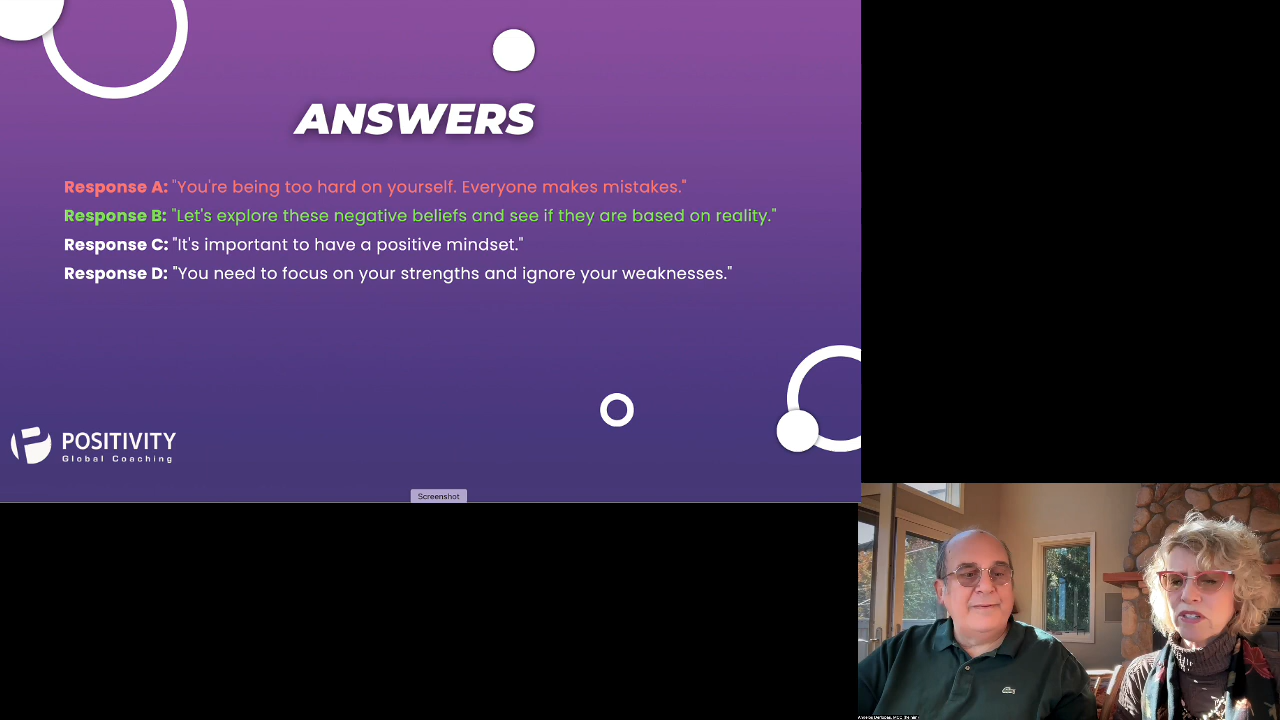 ANSWERS
Response A: "You're being too hard on yourself. Everyone makes mistakes."
Response B: "Let's explore these negative beliefs and see if they are based on reality."
Response C: "It's important to have a positive mindset."
Response D: "You need to focus on your strengths and ignore your weaknesses."
POSITIVITY
Global Coaching
Screenshot